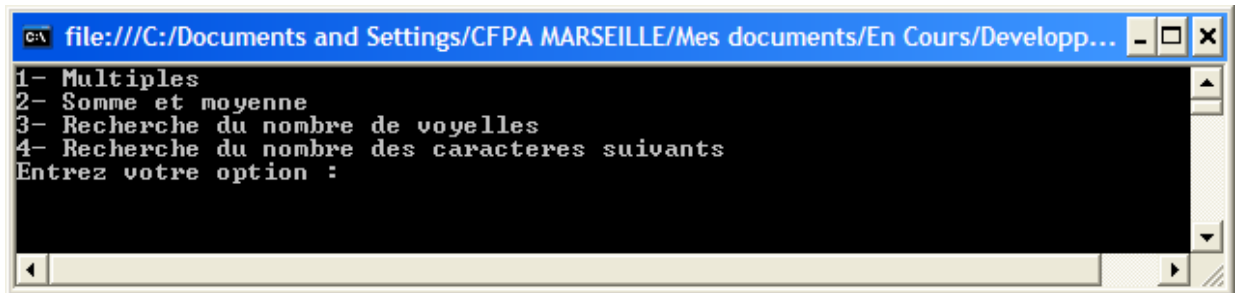 file:///C:/Documents and Settings/CFPA MARSEILLE/Mes documents/En Cours/Developp...
1- Multiples
2- Somme et moyenne
3- Recherche du nombre de voyelles
4- Recherche du nombre des caracteres suivants
Entrez votre option :